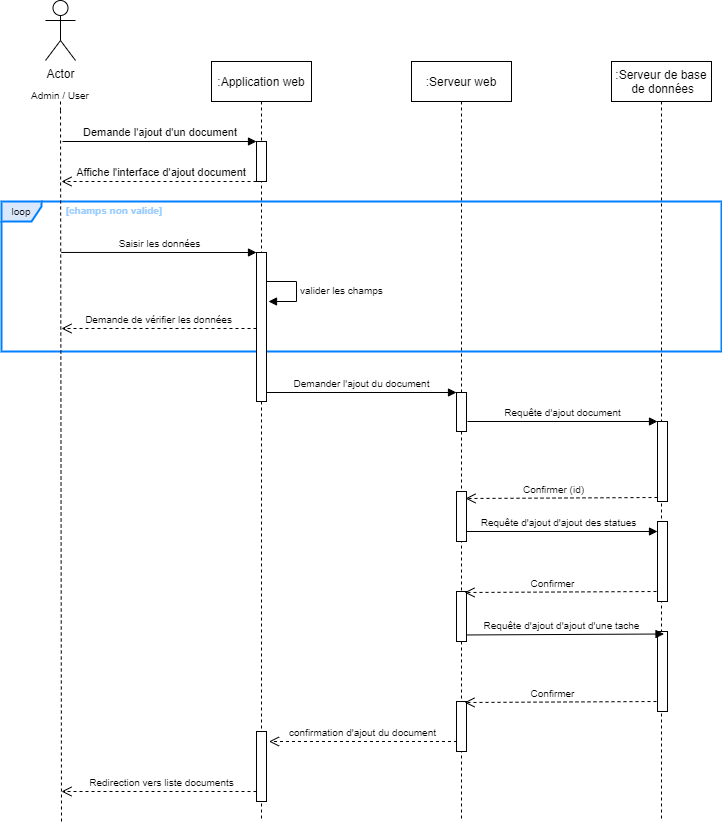 Actor
Admin / User
:Application web
:Serveur web
:Serveur de base
de données
Demande l'ajout d'un document
Affiche l'interface d'ajout document
loop
[champs non valide]
Saisir les données
valider les champs
Demande de vérifier les données
Demander l'ajout du document
Requête d'ajout document
Confirmer (id)
Requête d'ajout d'ajout des statues
Confirmer
Requête d'ajout d'ajout d'une tache
Confirmer
confirmation d'ajout du document
Redirection vers liste documents